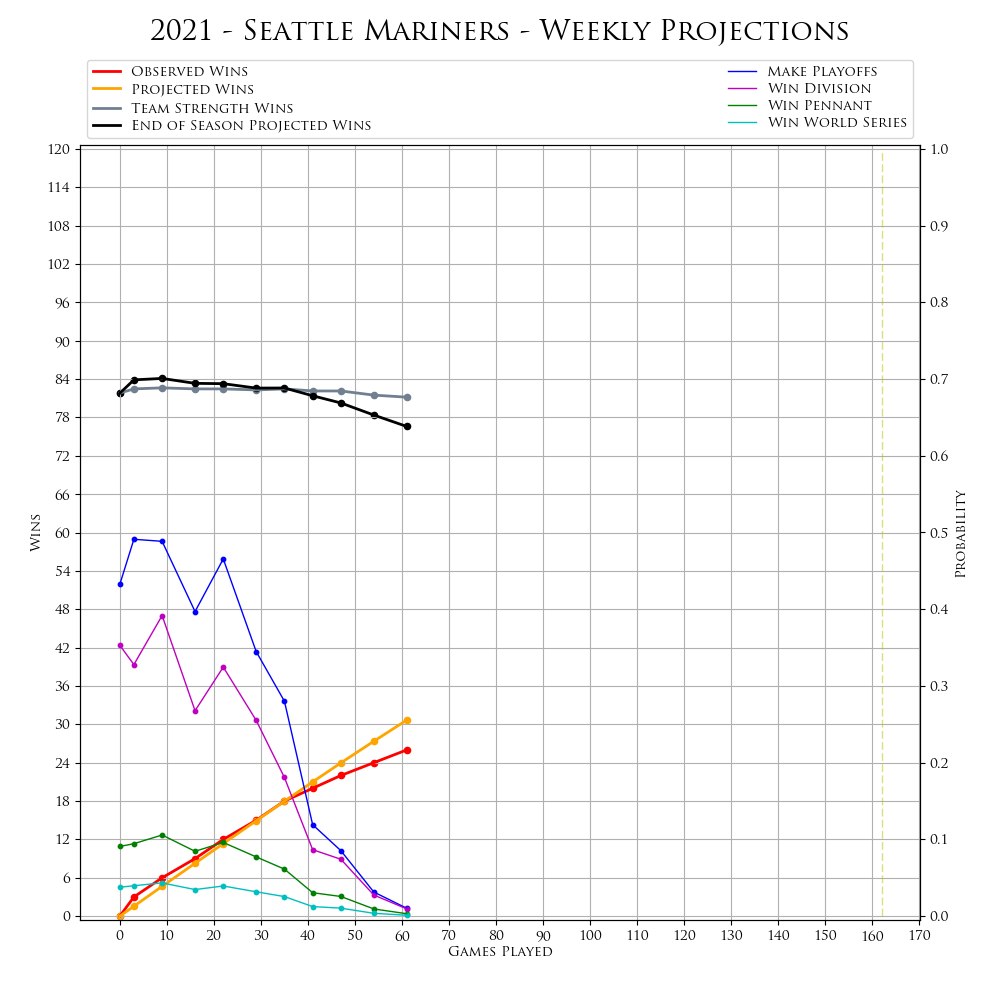 2021 - Seattle Mariners - Weekly Projections
Observed Wins
Projected Wins
Team Strength Wins
End of Season Projected Wins
Make Playoffs
Win Division
Win Pennant
Win World Series
120
114
108
102
96
90
84
78
72
66
60
54
48
42
36
30
24
18
12
6
0
Wins
1.0
0.9
0.8
0.7
0.6
0.5
0.4
0.3
0.2
0.1
0.0
Probability
0 10 20 30 40 50 60 70 80 90 100 110 120 130 140 150 160 170
Games Played